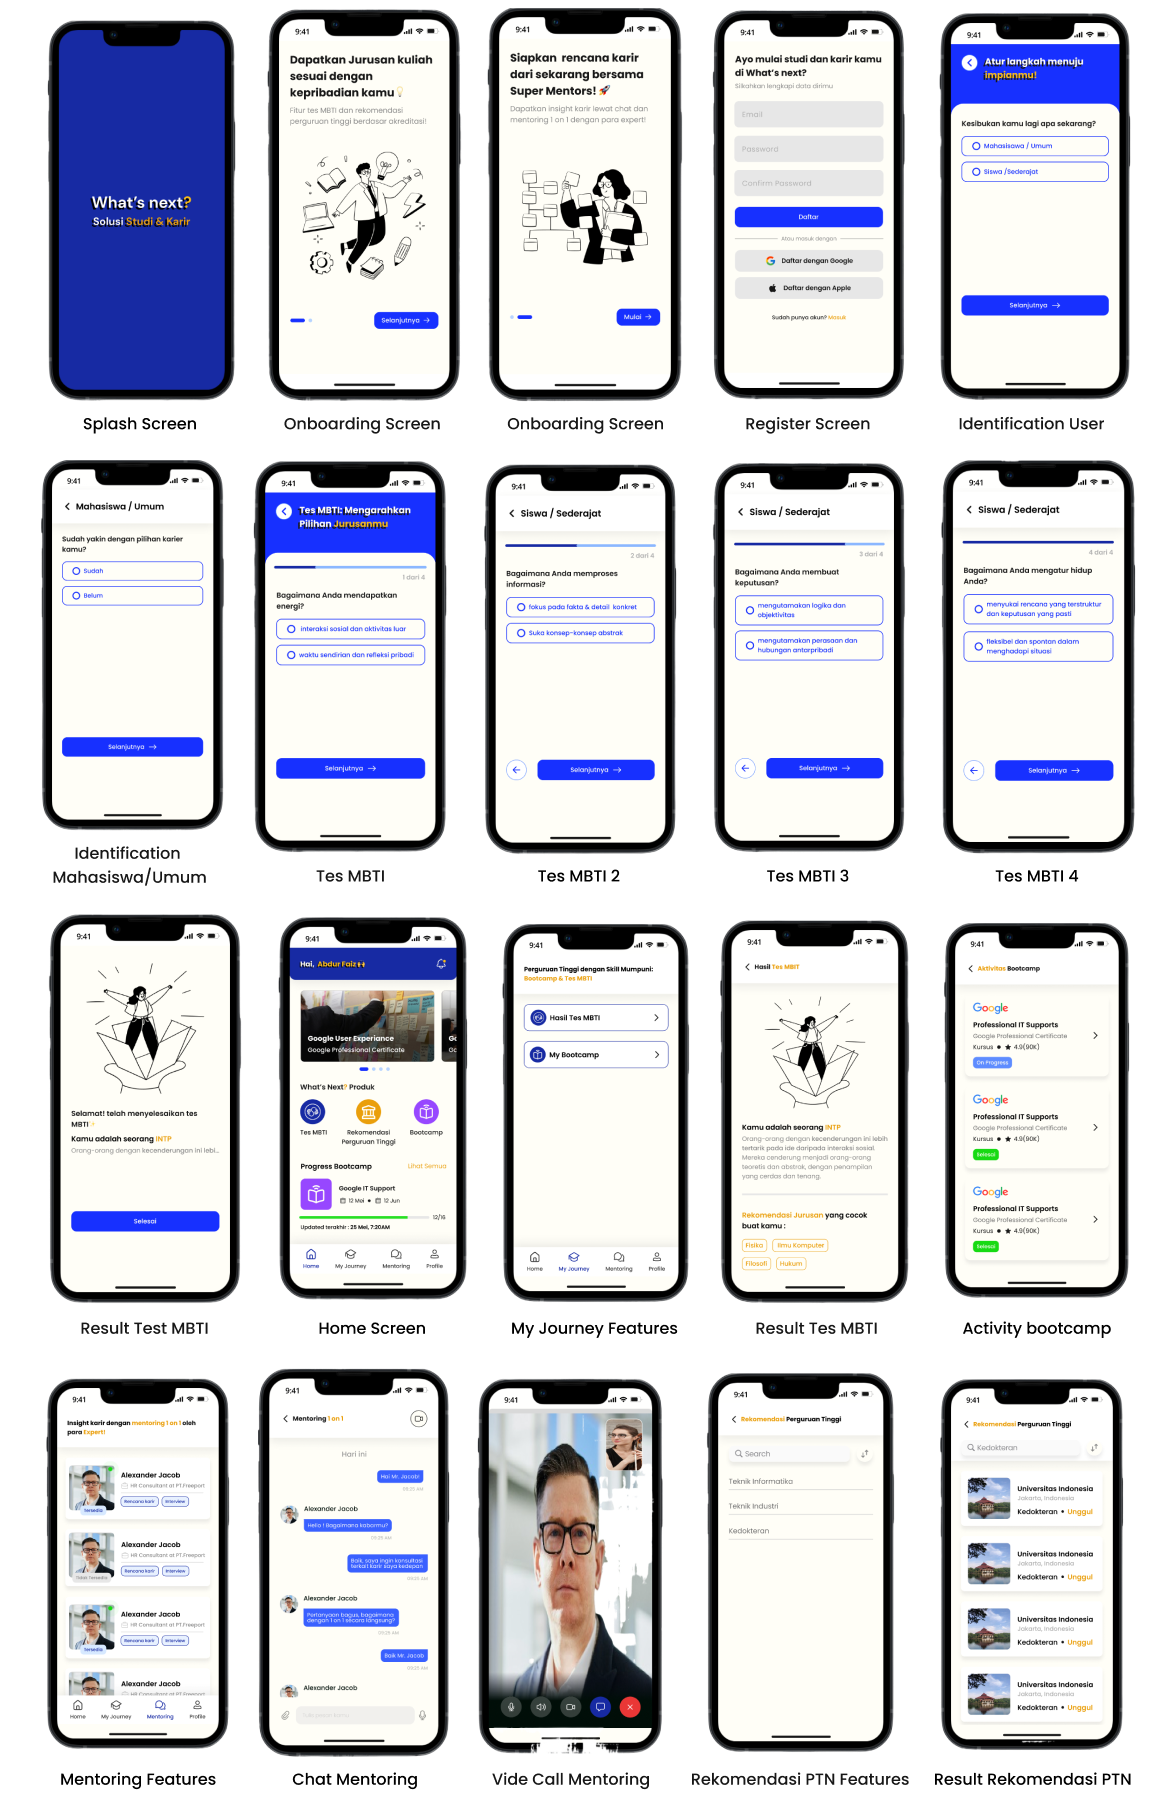 What's next?
Solusi Studi & Karir
Splash Screen
9:41
Dapatkan Jurusan kuliah
sesuai dengan
kepribadian kamu
Fitur tes MBTI dan rekomendasi
perguruan tinggi berdasar akreditasi!
Selanjutnya →
Onboarding Screen
9:41
Siapkan rencana karir
dari sekarang bersama
Super Mentors!
Dapatkan insight karir lewat chat dan
mentoring 1 on 1 dengan para expert!
Mulai →
Onboarding Screen
9:41
Ayo mulai studi dan karir kamu
di What's next?
Silkahkan lengkapi data dirimu
Email
Password
Confirm Password
Daftar
Atau masuk dengan
Daftar dengan Google
Daftar dengan Apple
Sudah punya akun? Masuk
Register Screen
9:41
Atur langkah menuju
impianmu!
Kesibukan kamu lagi apa sekarang?
Mahasisawa / Umum
Siswa /Sederajat
Selanjutnya →
Identification User
9:41
Mahasiswa / Umum
Sudah yakin dengan pilihan karier
kamu?
Sudah
Belum
Selanjutnya →
Identification
Mahasiswa/Umum
9:41
Tes MBTI: Mengarahkan
Pilihan Jurusanmu
1 dari 4
Bagaimana Anda mendapatkan
energi?
interaksi sosial dan aktivitas luar
waktu sendirian dan refleksi pribadi
Selanjutnya →
Tes MBTI
9:41
Siswa / Sederajat
2 dari 4
Bagaimana Anda memproses
informasi?
fokus pada fakta & detail konkret
Suka konsep-konsep abstrak
Selanjutnya →
Tes MBTI 2
9:41
Siswa / Sederajat
3 dari 4
Bagaimana Anda membuat
keputusan?
mengutamakan logika dan
objektivitas
mengutamakan perasaan dan
hubungan antarpribadi
Selanjutnya →
Tes MBTI 3
9:41
Siswa / Sederajat
4 dari 4
Bagaimana Anda mengatur hidup
Anda?
menyukai rencana yang terstruktur
dan keputusan yang pasti
fleksibel dan spontan dalam
menghadapi situasi
Selanjutnya →
Tes MBTI 4
9:41
Selamat! telah menyelesaikan tes
MBTI
Kamu adalah seorang INTP
Orang-orang dengan kecenderungan ini lebi...
Selesai
Result Test MBTI
9:41
Hai, Abdur Faiz
Google User Experiance
Google Professional Certificate
Go
Go
What's Next? Produk
Tes MBTI
Rekomendasi
Perguruan Tinggi
Bootcamp
Progress Bootcamp
Lihat Semua
Google IT Support
12 Mei • 12 Jun
12/16
Updated terakhir : 25 Mei, 7:20AM
Home
My Journey
Mentoring
Profile
Home Screen
9:41
Perguruan Tinggi dengan Skill Mumpuni:
Bootcamp & Tes MBTI
Hasil Tes MBTI
My Bootcamp
Home
My Journey
Mentoring
Profile
My Journey Features
9:41
Hasil Tes MBIT
Kamu adalah seorang INTP
Orang-orang dengan kecenderungan ini lebih
tertarik pada ide daripada interaksi sosial.
Mereka cenderung menjadi orang-orang
teoretis dan abstrak, dengan penampilan
yang cerdas dan tenang.
Rekomendasi Jurusan yang cocok
buat kamu :
Fisika
Ilmu Komputer
Filosofi
Hukum
Result Tes MBTI
9:41
Aktivitas Bootcamp
Google
Professional IT Supports
Google Professional Certificate
Kursus • ★ 4.9(90K)
On Progress
Google
Professional IT Supports
Google Professional Certificate
Kursus • ★ 4.9(90K)
Selesai
Google
Professional IT Supports
Google Professional Certificate
Kursus • ★ 4.9(90K)
Selesai
Activity bootcamp
9:41
Insight karir dengan mentoring 1 on 1 oleh
para Expert!
Alexander Jacob
HR Consultant at PT.Freeport
Rencana karir
Interview
Tersedia
Alexander Jacob
HR Consultant at PT.Freeport
Rencana karir
Interview
Tidak Tersedia
Alexander Jacob
HR Consultant at PT.Freeport
Rencana karir
Interview
Tersedia
Alexander Jacob
HR Consultant at PT.Freeport
Home
My Journey
Mentoring
Profile
Mentoring Features
9:41
Mentoring 1 on 1
Hari ini
Hai Mr. Jacob!
09:25 AM
Alexander Jacob
Hello ! Bagaimana kabarmu?
09:25 AM
Baik, saya ingin konsultasi
terkait karir saya kedepan
09:25 AM
Alexander Jacob
Pertanyaan bagus, bagaimana
dengan 1 on 1 secara langsung?
09:25 AM
Baik Mr. Jacob
09:25 AM
Alexander Jacob
Chat Mentoring
9:41
Vide Call Mentoring
9:41
Rekomendasi Perguruan Tinggi
Search
Teknik Informatika
Teknik Industri
Kedokteran
Rekomendasi PTN Features
9:41
Rekomendasi Perguruan Tinggi
Kedokteran
Universitas Indonesia
Jakarta, Indonesia
Kedokteran • Unggul
Universitas Indonesia
Jakarta, Indonesia
Kedokteran • Unggul
Universitas Indonesia
Jakarta, Indonesia
Kedokteran • Unggul
Universitas Indonesia
Jakarta, Indonesia
Kedokteran • Unggul
Result Rekomendasi PTN